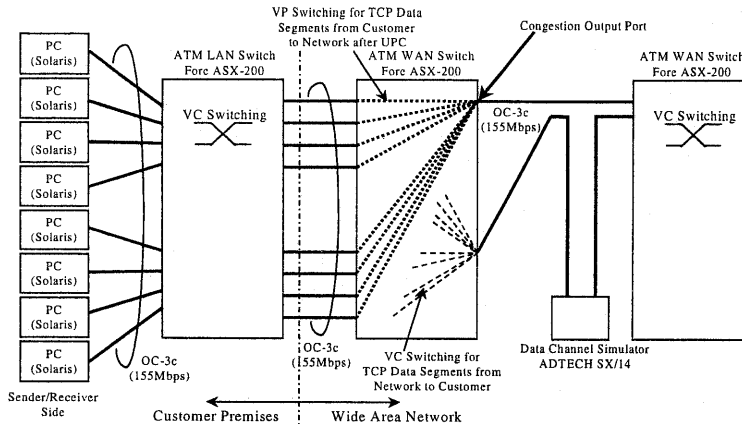 VP Switching for TCP Data
Segments from Customer
to Network after UPC
Congestion Output Port
PC
(Solaris)
PC
(Solaris)
PC
(Solaris)
PC
(Solaris)
PC
(Solaris)
PC
(Solaris)
PC
(Solaris)
PC
(Solaris)
Sender/Receiver
Side
ATM LAN Switch
Fore ASX-200
VC Switching
OC-3c
(155Mbps)
OC-3c
(155Mbps)
ATM WAN Switch
Fore ASX-200
OC-3c
(155Mbps)
VC Switching for
TCP Data Segments from
Network to Customer
ATM WAN Switch
Fore ASX-200
VC Switching
Data Channel Simulator
ADTECH SX/14
Customer Premises
Wide Area Network